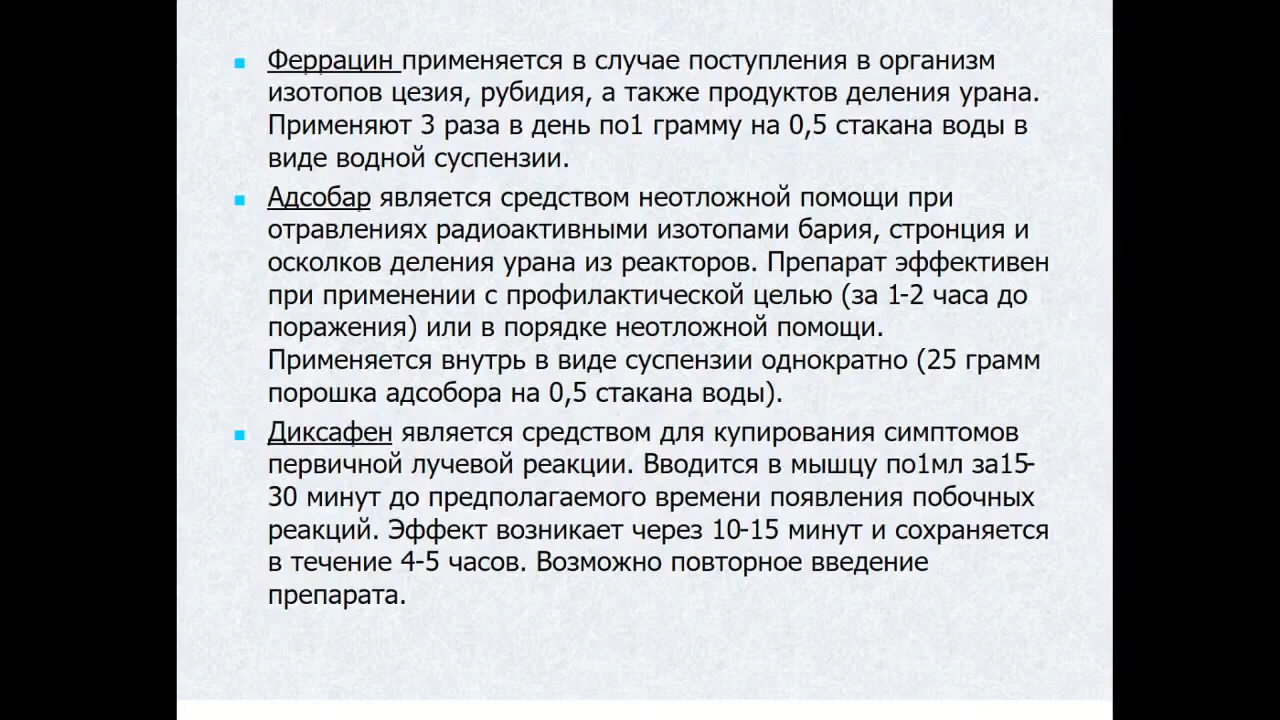 Феррацин применяется в случае поступления в организм
изотопов цезия, рубидия, а также продуктов деления урана.
Применяют 3 раза в день по1 грамму на 0,5 стакана воды в
виде водной суспензии.
Адсобар является средством неотложной помощи при
отравлениях радиоактивными изотопами бария, стронция и
осколков деления урана из реакторов. Препарат эффективен
при применении с профилактической целью (за 1-2 часа до
поражения) или в порядке неотложной помощи.
Применяется внутрь в виде суспензии однократно (25 грамм
порошка адсобора на 0,5 стакана воды).
Диксафен является средством для купирования симптомов
первичной лучевой реакции. Вводится в мышцу по1мл за15-
30 минут до предполагаемого времени появления побочных
реакций. Эффект возникает через 10-15 минут и сохраняется
в течение 4-5 часов. Возможно повторное введение
препарата.